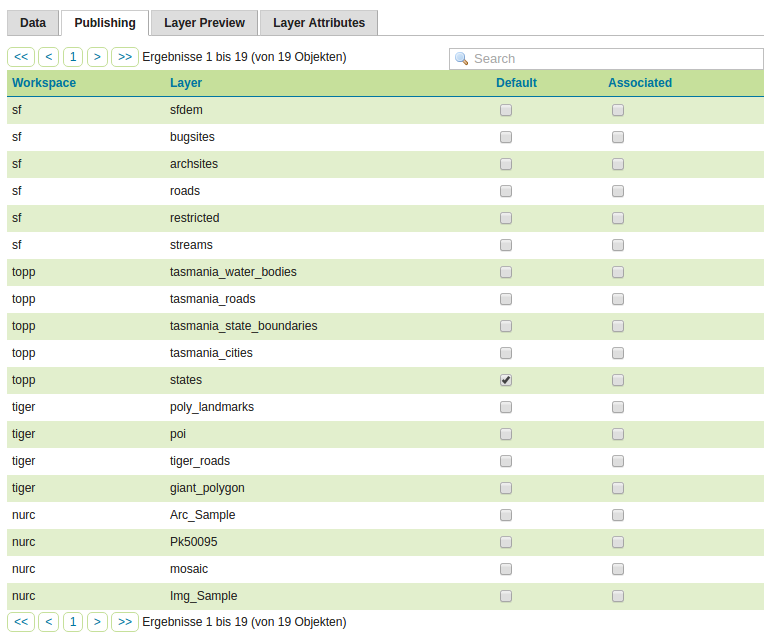 Data Publishing Layer Preview Layer Attributes
<< < 1 > >> Ergebnisse 1 bis 19 (von 19 Objekten) Search
Workspace Layer Default Associated
sf sfdem
sf bugsites
sf archsites
sf roads
sf restricted
sf streams
topp tasmania_water_bodies
topp tasmania_roads
topp tasmania_state_boundaries
topp tasmania_cities
topp states
tiger poly_landmarks
tiger poi
tiger tiger_roads
tiger giant_polygon
nurc Arc_Sample
nurc Pk50095
nurc mosaic
nurc Img_Sample
<< < 1 > >> Ergebnisse 1 bis 19 (von 19 Objekten)